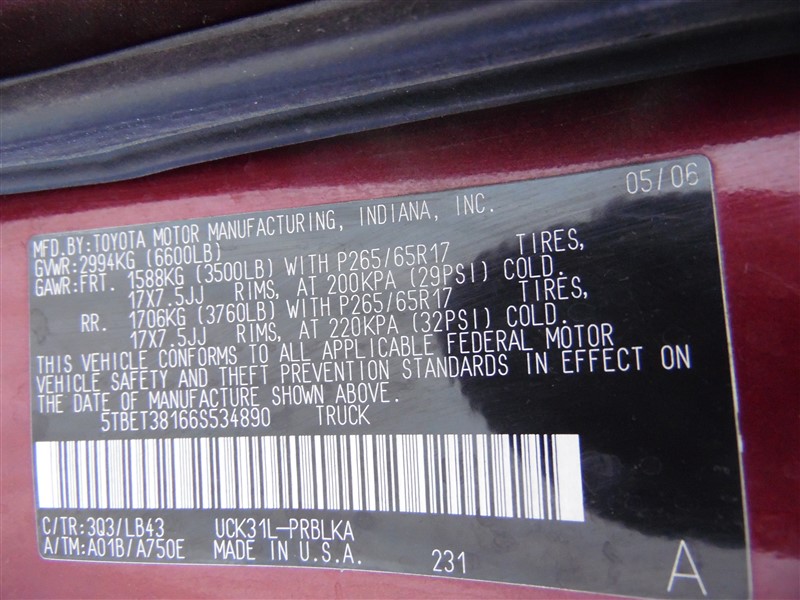 05/06
MFD.BY:TOYOTA MOTOR MANUFACTURING, INDIANA, INC.
GVWR:2994KG (6600LB)
GAWR:FRT. 1588KG (3500LB) WITH P265/65R17 TIRES,
17X7.5JJ RIMS, AT 200KPA (29PSI) COLD.
RR. 1706KG (3760LB) WITH P265/65R17 TIRES,
17X7.5JJ RIMS, AT 220KPA (32PSI) COLD.
THIS VEHICLE CONFORMS TO ALL APPLICABLE FEDERAL MOTOR
VEHICLE SAFETY AND THEFT PREVENTION STANDARDS IN EFFECT ON
THE DATE OF MANUFACTURE SHOWN ABOVE.
5TBET38166S534890 TRUCK
C/TR:3Q3/LB43 UCK31L-PRBLKA
A/TM:A01B/A750E MADE IN U.S.A. 231
A